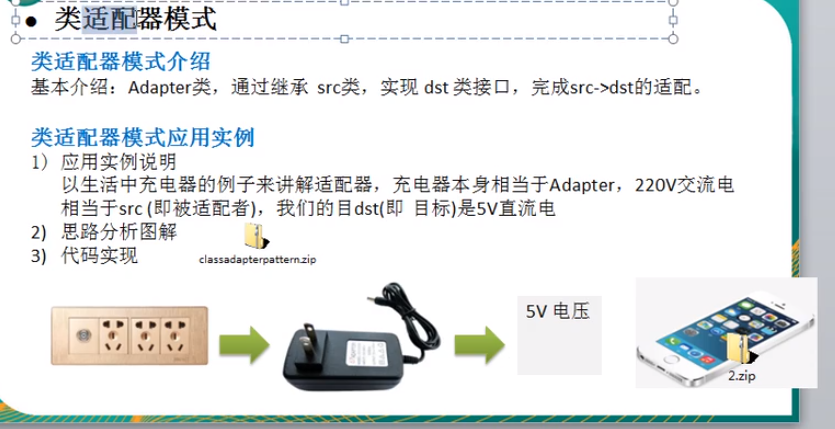 ● 类适配器模式
类适配器模式介绍
基本介绍：Adapter类，通过继承 src类，实现 dst 类接口，完成src->dst的适配。
类适配器模式应用实例
1） 应用实例说明
以生活中充电器的例子来讲解适配器，充电器本身相当于Adapter，220V交流电
相当于src (即被适配者)，我们的目dst(即 目标)是5V直流电
2) 思路分析图解
3) 代码实现
classadapterpattern.zip
5V 电压
2.zip